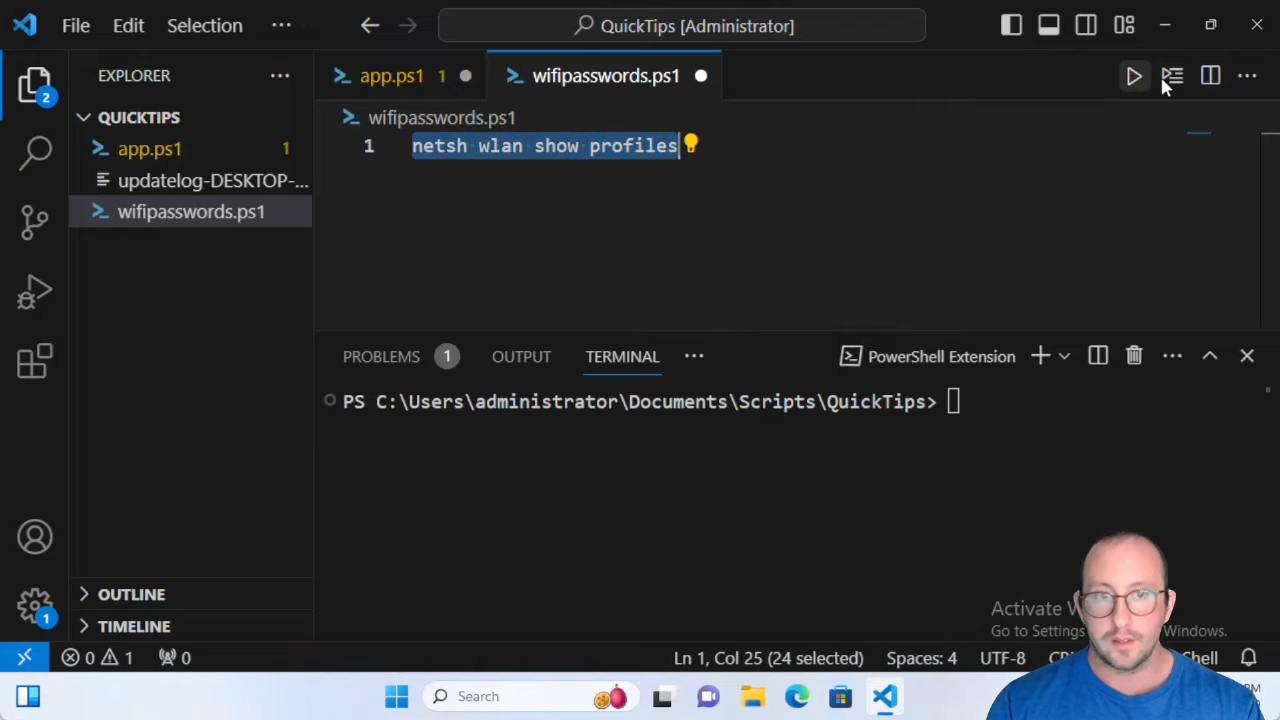 File Edit Selection ··· QuickTips [Administrator]
EXPLORER ···
app.ps1 1
wifipasswords.ps1
QUICKTIPS
wifipasswords.ps1
app.ps1 1
1 netsh wlan show profiles
updatelog-DESKTOP-...
wifipasswords.ps1
2
PROBLEMS 1 OUTPUT TERMINAL ··· PowerShell Extension
PS C:\Users\administrator\Documents\Scripts\QuickTips>
OUTLINE
TIMELINE
1
Activate
Go to Settings Windows.
0 1 0 Ln 1, Col 25 (24 selected) Spaces: 4 UTF-8
Search